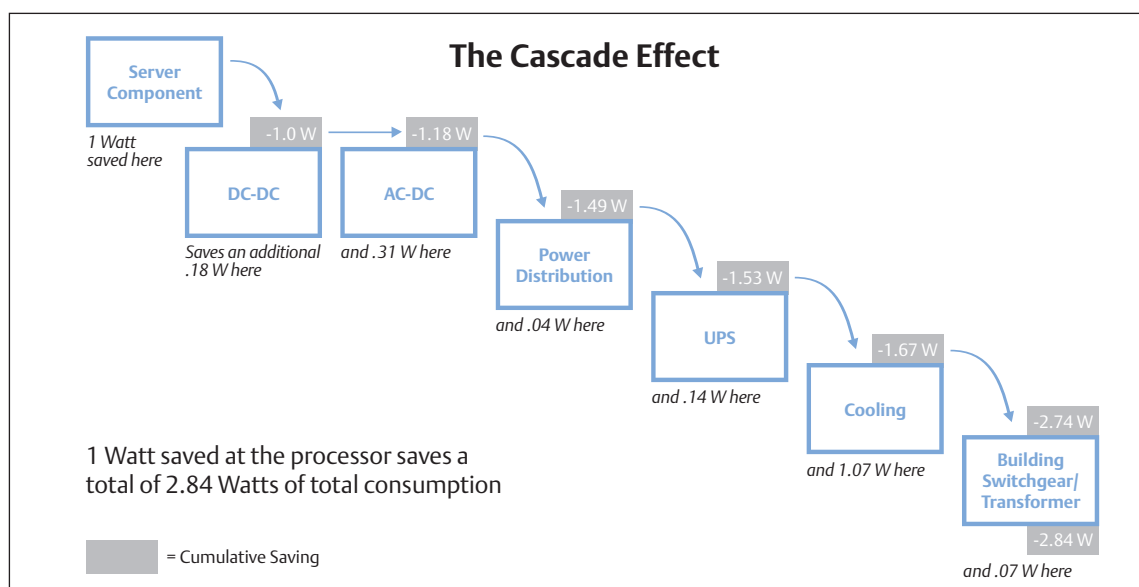 The Cascade Effect
Server
Component
1 Watt
saved here
-1.0 W
DC-DC
Saves an additional
.18 W here
-1.18 W
AC-DC
and .31 W here
-1.49 W
Power
Distribution
and .04 W here
-1.53 W
UPS
and .14 W here
-1.67 W
Cooling
and 1.07 W here
-2.74 W
Building
Switchgear/
Transformer
-2.84 W
and .07 W here
1 Watt saved at the processor saves a
total of 2.84 Watts of total consumption
= Cumulative Saving